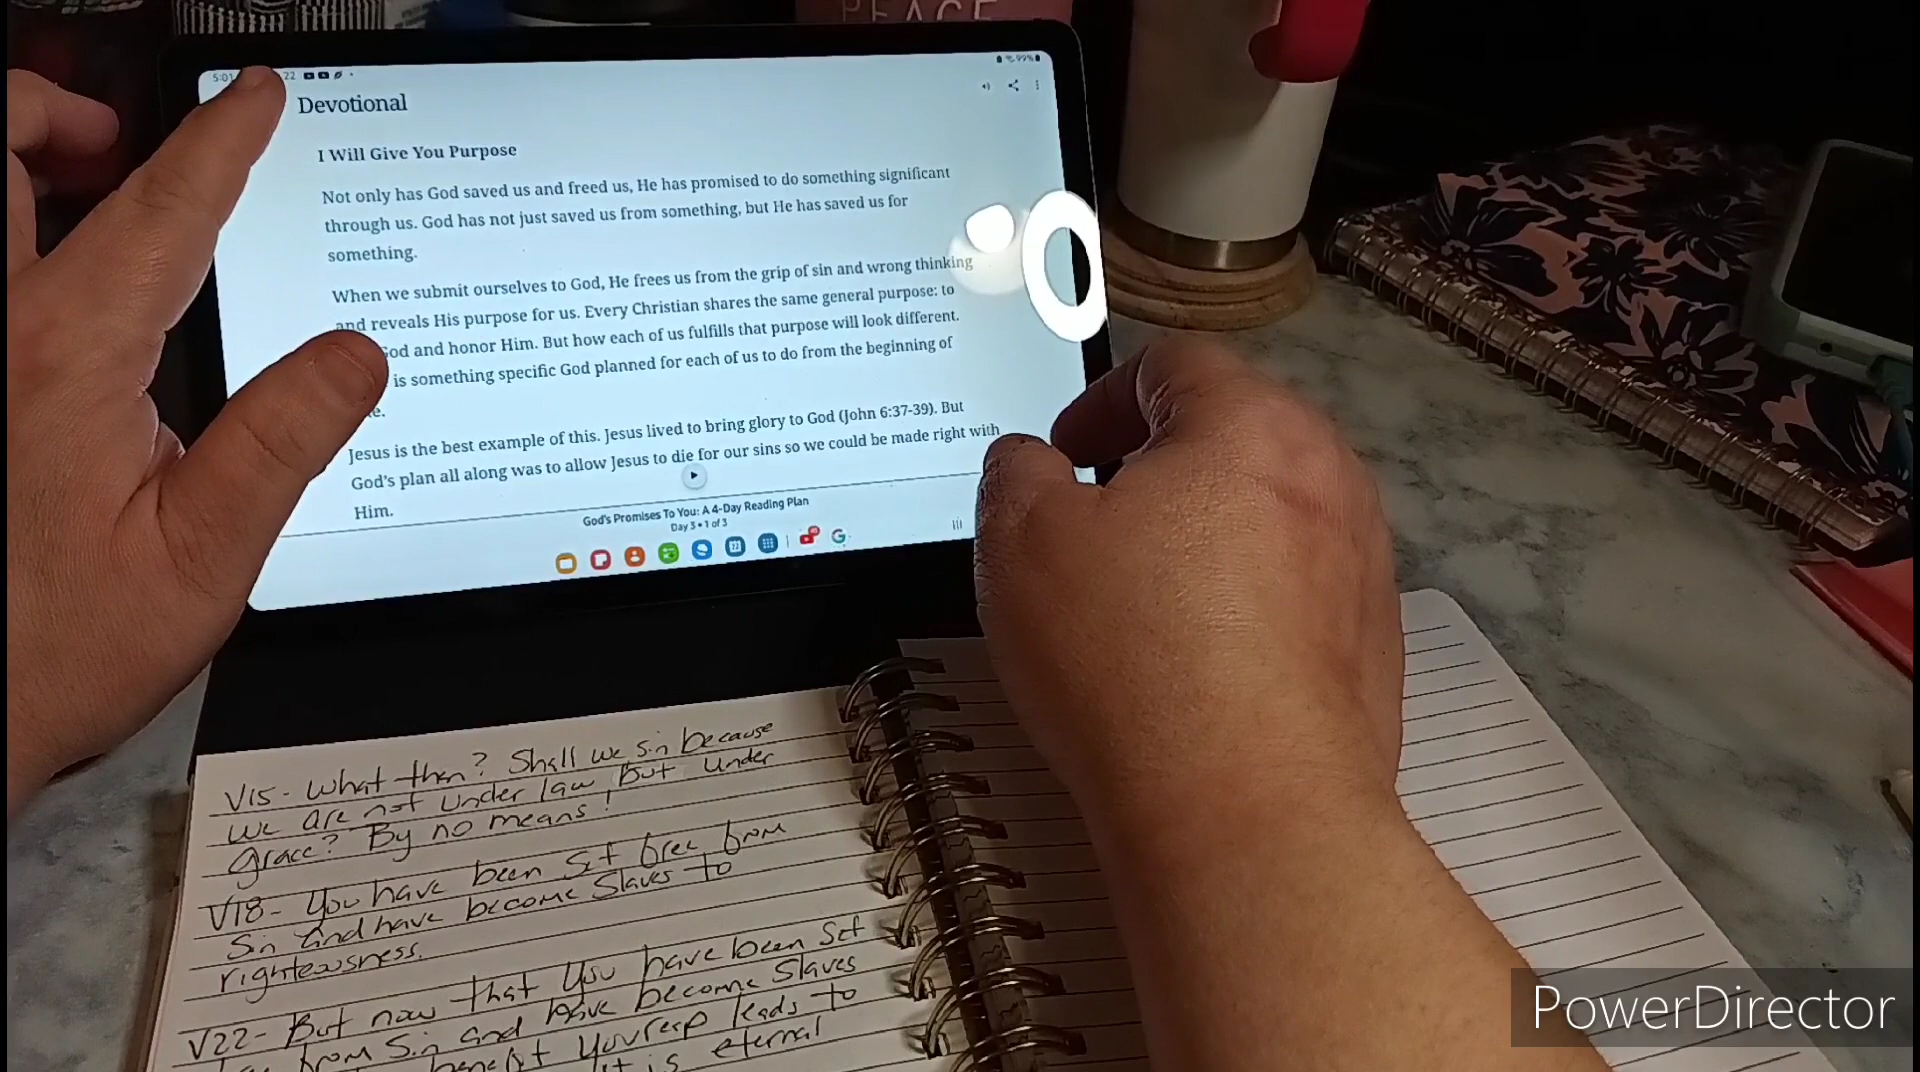 PEACE
5:01 22 99%
Devotional
I Will Give You Purpose
Not only has God saved us and freed us, He has promised to do something significant
through us. God has not just saved us from something, but He has saved us for
something.
When we submit ourselves to God, He frees us from the grip of sin and wrong thinking
and reveals His purpose for us. Every Christian shares the same general purpose: to
God and honor Him. But how each of us fulfills that purpose will look different.
is something specific God planned for each of us to do from the beginning of
e.
Jesus is the best example of this. Jesus lived to bring glory to God (John 6:37-39). But
God's plan all along was to allow Jesus to die for our sins so we could be made right with
Him.
God's Promises To You: A 4-Day Reading Plan
Day 3 • 1 of 3
V15- What then? Shall we sin because
we are not under law but under
grace? By no means!
V18- You have been set free from
Sin and have become Slaves to
righteousness.
V22- But now that you have been set
from Sin and have become Slaves
benefit you reap leads to
it is eternal
PowerDirector